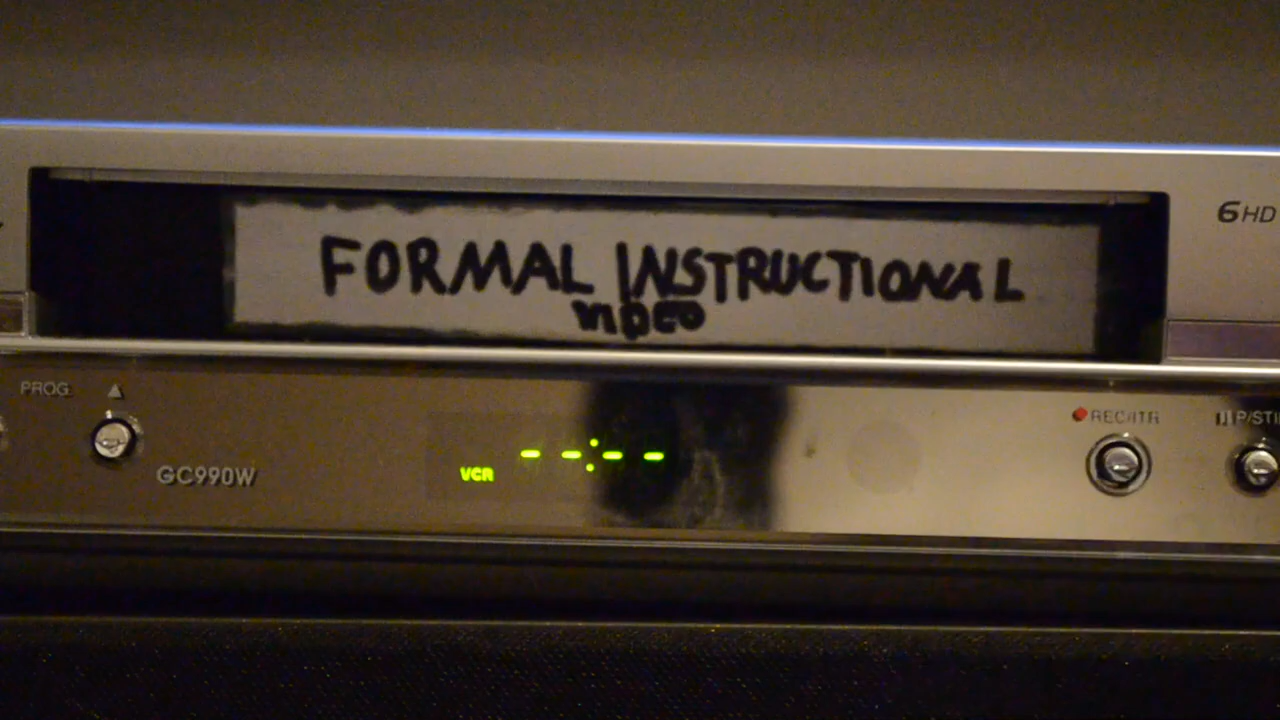 6HD
FORMAL INSTRUCTIONAL
VIDEO
PROG.
REC/ITR
GC990W
VCR
--:--